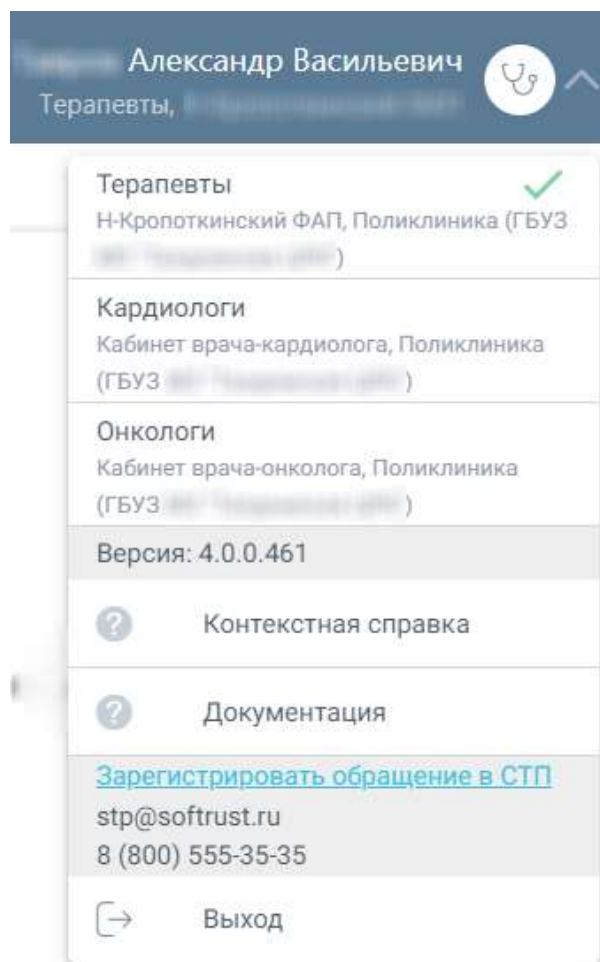 Александр Васильевич
Терапевты,
Терапевты
Н-Кропоткинский ФАП, Поликлиника (ГБУЗ
)
Кардиологи
Кабинет врача-кардиолога, Поликлиника
(ГБУЗ )
Онкологи
Кабинет врача-онколога, Поликлиника
(ГБУЗ )
Версия: 4.0.0.461
? Контекстная справка
? Документация
Зарегистрировать обращение в СТП
stp@softrust.ru
8 (800) 555-35-35
Выход